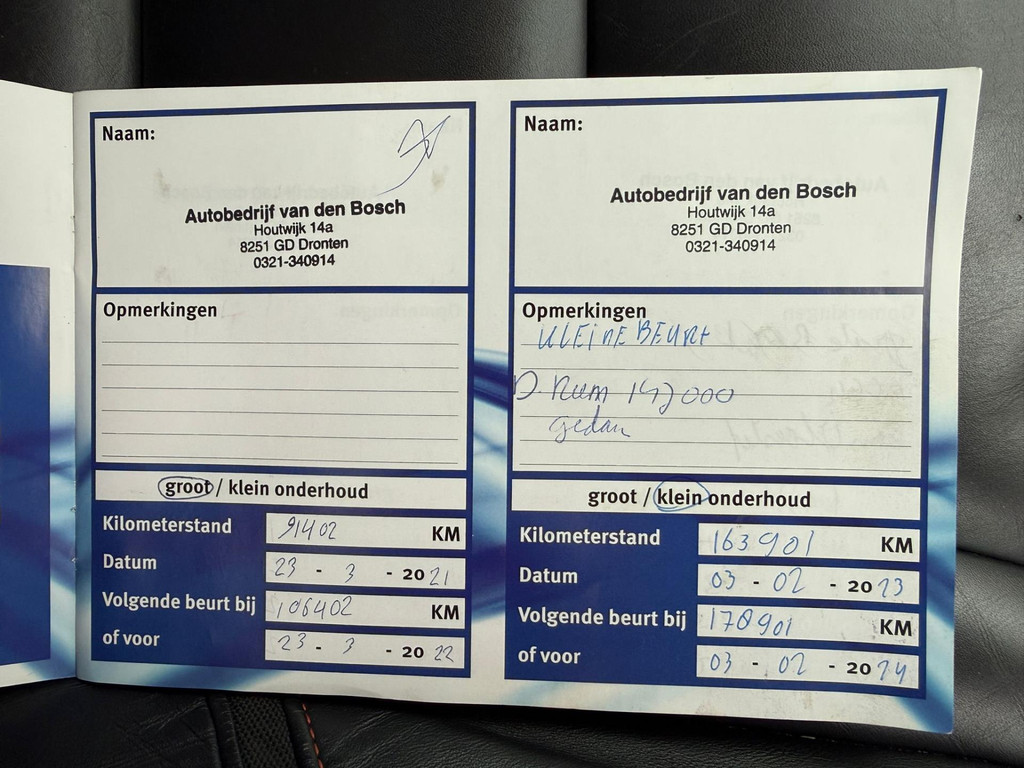 Naam:
Autobedrijf van den Bosch
Houtwijk 14a
8251 GD Dronten
0321-340914
Opmerkingen
groot / klein onderhoud
Kilometerstand 91402 KM
Datum 23 - 3 - 2021
Volgende beurt bij 106402 KM
of voor 23 - 3 - 2022
Naam:
Autobedrijf van den Bosch
Houtwijk 14a
8251 GD Dronten
0321-340914
Opmerkingen
KLEINE BEURT
D. Riem 147000
gedaan
groot / klein onderhoud
Kilometerstand 163901 KM
Datum 03 - 02 - 2023
Volgende beurt bij 178901 KM
of voor 03 - 02 - 2024